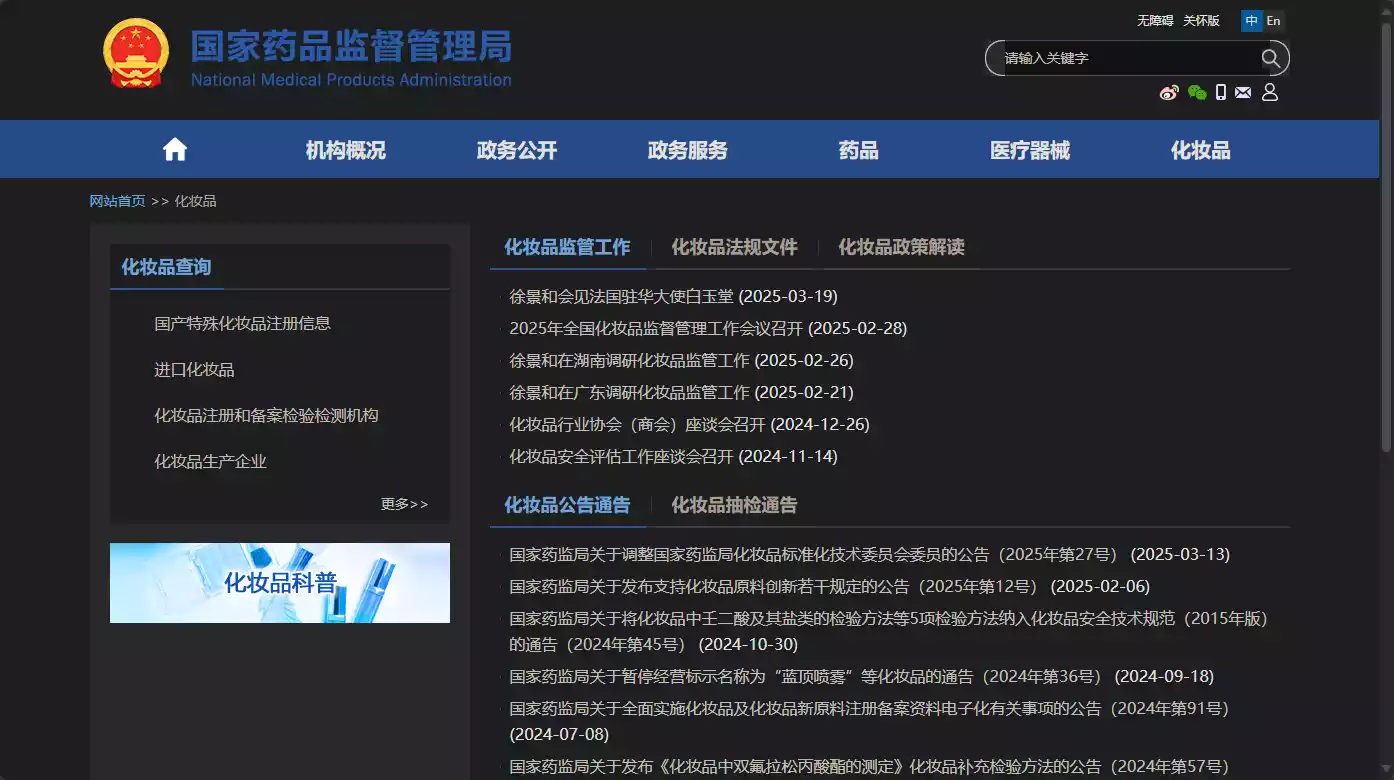 国家药品监督管理局
National Medical Products Administration
无障碍 关怀版 中 En
请输入关键字
机构概况 政务公开 政务服务 药品 医疗器械 化妆品
网站首页 >> 化妆品
化妆品查询
国产特殊化妆品注册信息
进口化妆品
化妆品注册和备案检验检测机构
化妆品生产企业
更多>>
化妆品科普
化妆品监管工作 化妆品法规文件 化妆品政策解读
徐景和会见法国驻华大使白玉堂 (2025-03-19)
2025年全国化妆品监督管理工作会议召开 (2025-02-28)
徐景和在湖南调研化妆品监管工作 (2025-02-26)
徐景和在广东调研化妆品监管工作 (2025-02-21)
化妆品行业协会（商会）座谈会召开 (2024-12-26)
化妆品安全评估工作座谈会召开 (2024-11-14)
化妆品公告通告 化妆品抽检通告
国家药监局关于调整国家药监局化妆品标准化技术委员会委员的公告（2025年第27号） (2025-03-13)
国家药监局关于发布支持化妆品原料创新若干规定的公告（2025年第12号） (2025-02-06)
国家药监局关于将化妆品中壬二酸及其盐类的检验方法等5项检验方法纳入化妆品安全技术规范（2015年版）
的通告（2024年第45号） (2024-10-30)
国家药监局关于暂停经营标示名称为“蓝顶喷雾”等化妆品的通告（2024年第36号） (2024-09-18)
国家药监局关于全面实施化妆品及化妆品新原料注册备案资料电子化有关事项的公告（2024年第91号）
(2024-07-08)
国家药监局关于发布《化妆品中双氟拉松丙酸酯的测定》化妆品补充检验方法的公告（2024年第57号）